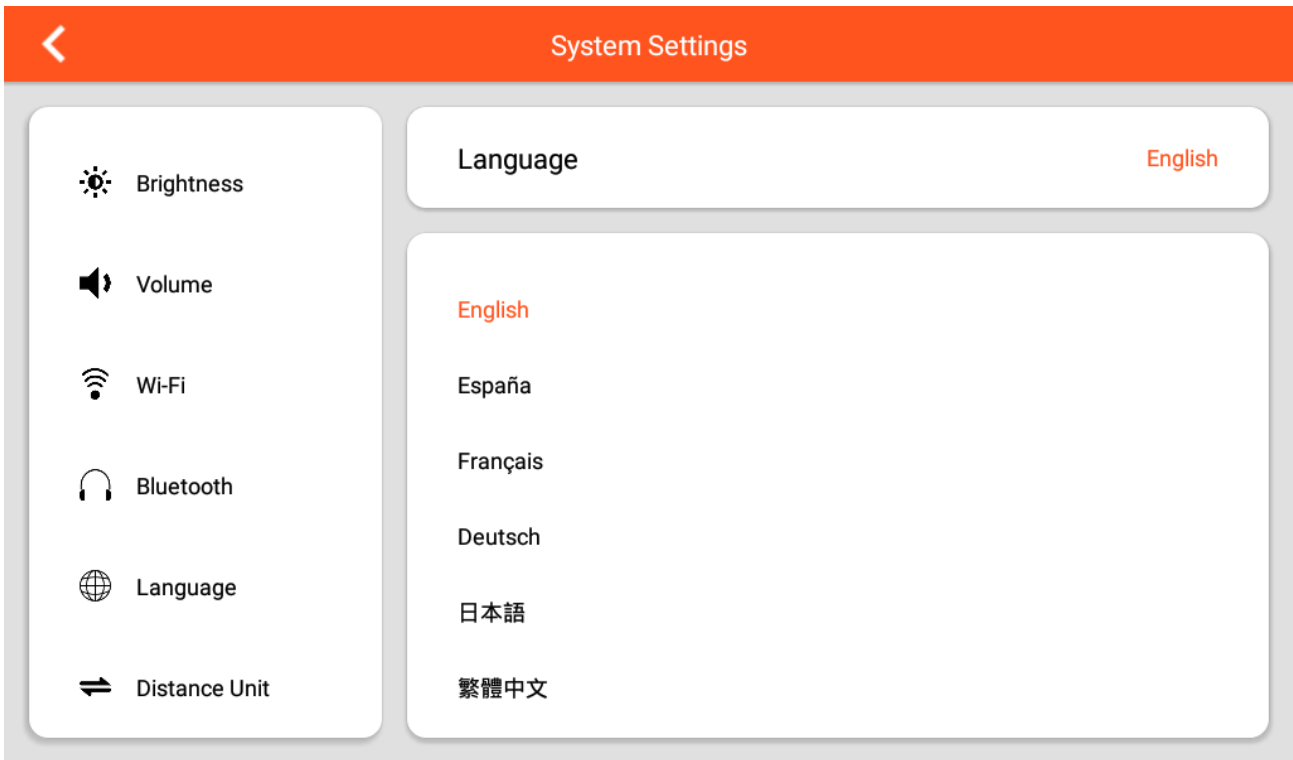 System Settings
Brightness
Volume
Wi-Fi
Bluetooth
Language
Distance Unit
Language English
English
España
Français
Deutsch
日本語
繁體中文